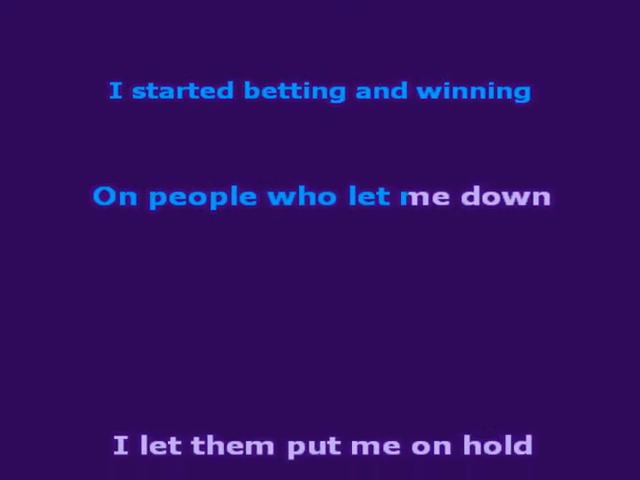 I started betting and winning
On people who let me down
I let them put me on hold